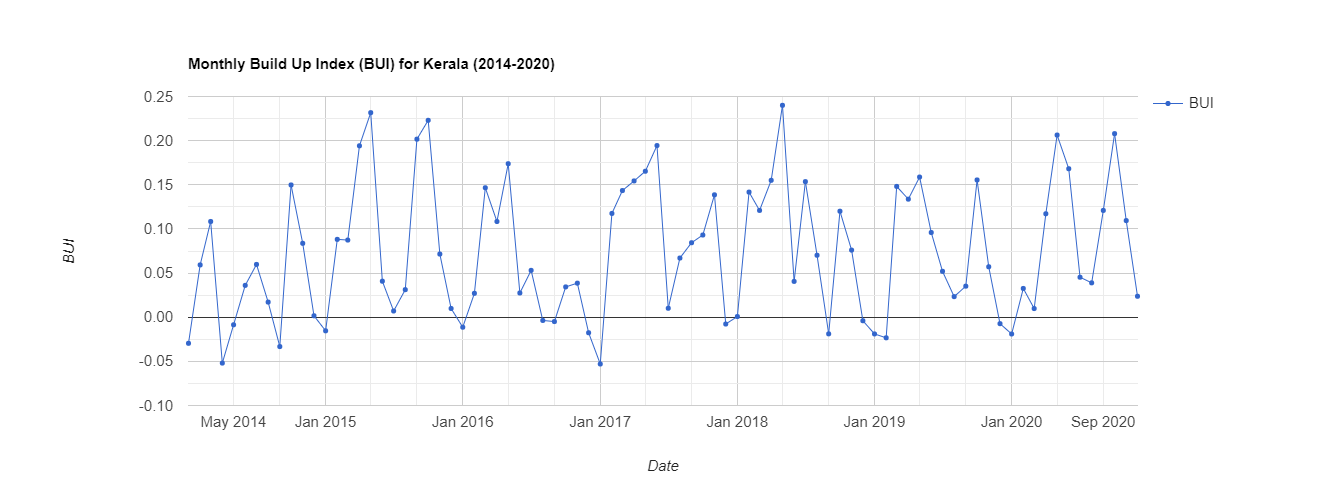 Monthly Build Up Index (BUI) for Kerala (2014-2020)
0.25
0.20
0.15
0.10
0.05
0.00
-0.05
-0.10
BUI
BUI
May 2014 Jan 2015 Jan 2016 Jan 2017 Jan 2018 Jan 2019 Jan 2020 Sep 2020
Date